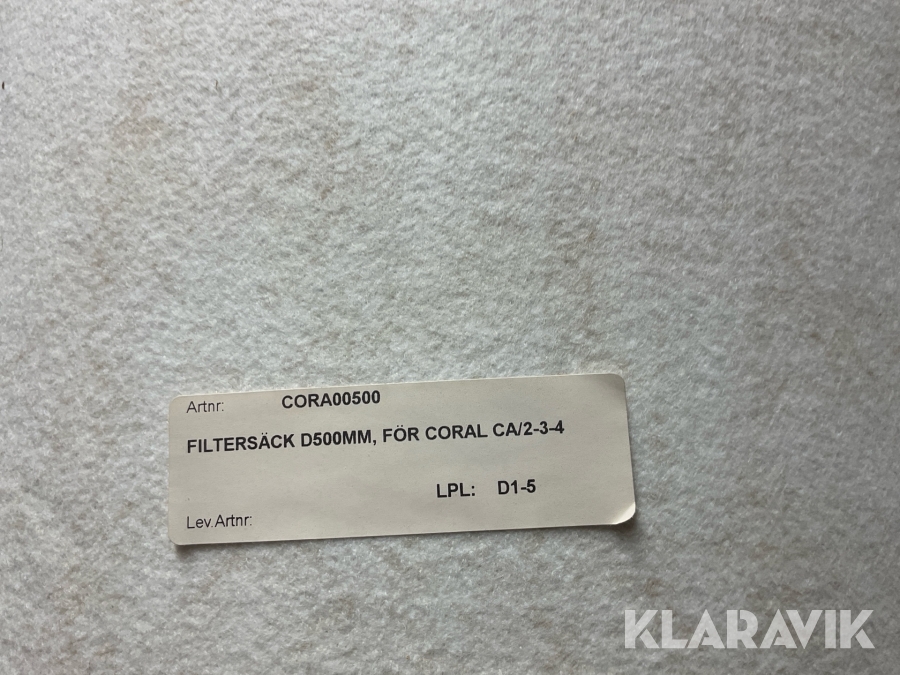 Artnr: CORA00500
FILTERSÄCK D500MM, FÖR CORAL CA/2-3-4
LPL: D1-5
Lev.Artnr:
KLARAVIK